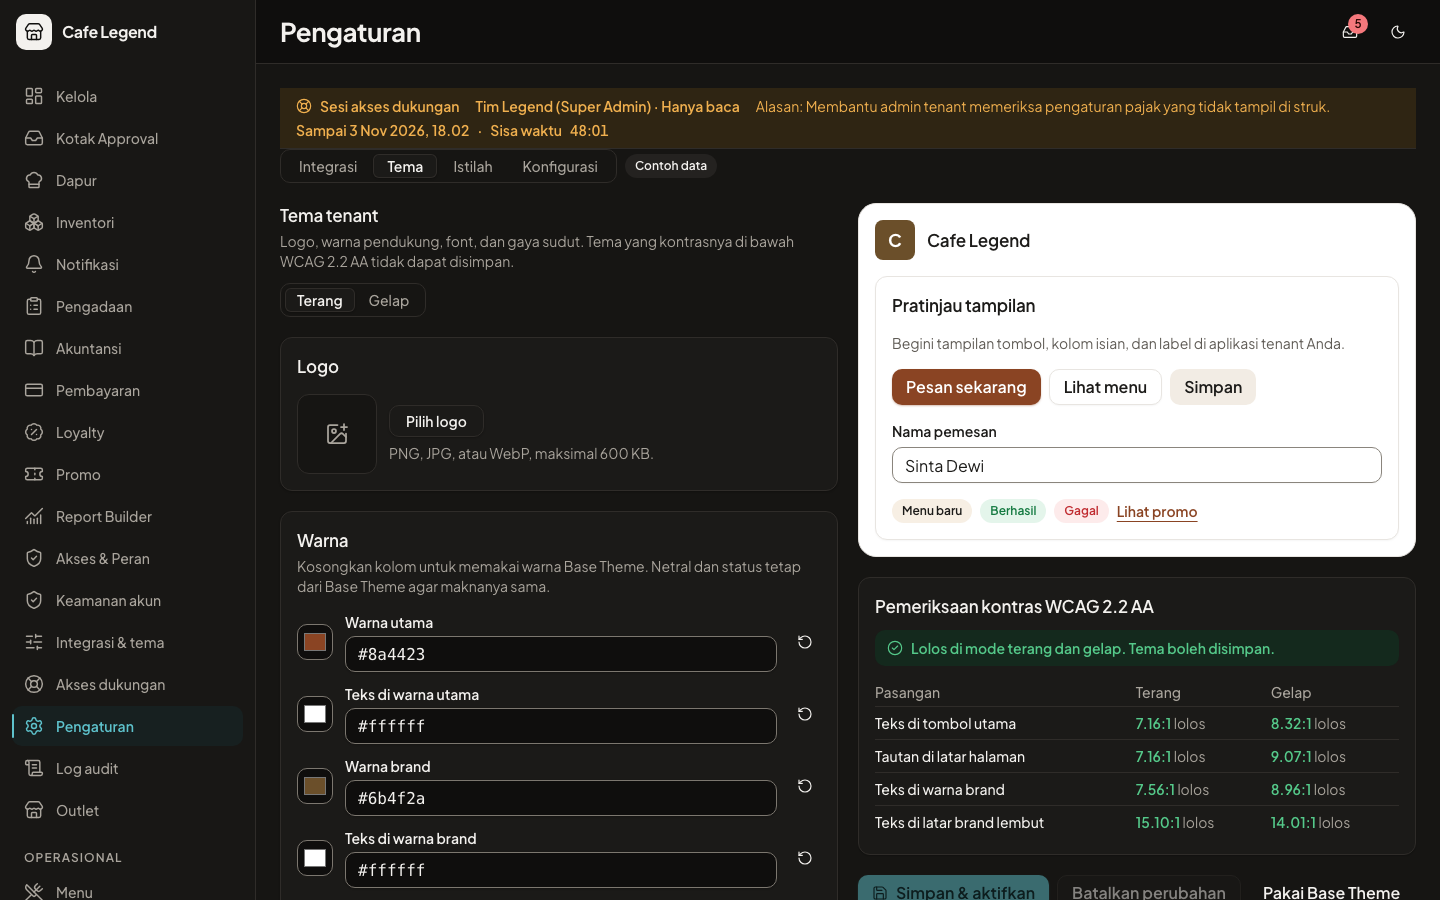 Cafe Legend
Kelola
Kotak Approval
Dapur
Inventori
Notifikasi
Pengadaan
Akuntansi
Pembayaran
Loyalty
Promo
Report Builder
Akses & Peran
Keamanan akun
Integrasi & tema
Akses dukungan
Pengaturan
Log audit
Outlet
OPERASIONAL
Menu
Pengaturan
5
Sesi akses dukungan Tim Legend (Super Admin) · Hanya baca Alasan: Membantu admin tenant memeriksa pengaturan pajak yang tidak tampil di struk.
Sampai 3 Nov 2026, 18.02 · Sisa waktu 48:01
Integrasi Tema Istilah Konfigurasi Contoh data
Tema tenant
Logo, warna pendukung, font, dan gaya sudut. Tema yang kontrasnya di bawah
WCAG 2.2 AA tidak dapat disimpan.
Terang Gelap
Logo
Pilih logo
PNG, JPG, atau WebP, maksimal 600 KB.
Warna
Kosongkan kolom untuk memakai warna Base Theme. Netral dan status tetap
dari Base Theme agar maknanya sama.
Warna utama
#8a4423
Teks di warna utama
#ffffff
Warna brand
#6b4f2a
Teks di warna brand
#ffffff
C Cafe Legend
Pratinjau tampilan
Begini tampilan tombol, kolom isian, dan label di aplikasi tenant Anda.
Pesan sekarang Lihat menu Simpan
Nama pemesan
Sinta Dewi
Menu baru Berhasil Gagal Lihat promo
Pemeriksaan kontras WCAG 2.2 AA
Lolos di mode terang dan gelap. Tema boleh disimpan.
Pasangan Terang Gelap
Teks di tombol utama 7.16:1 lolos 8.32:1 lolos
Tautan di latar halaman 7.16:1 lolos 9.07:1 lolos
Teks di warna brand 7.56:1 lolos 8.96:1 lolos
Teks di latar brand lembut 15.10:1 lolos 14.01:1 lolos
Simpan & aktifkan Batalkan perubahan Pakai Base Theme